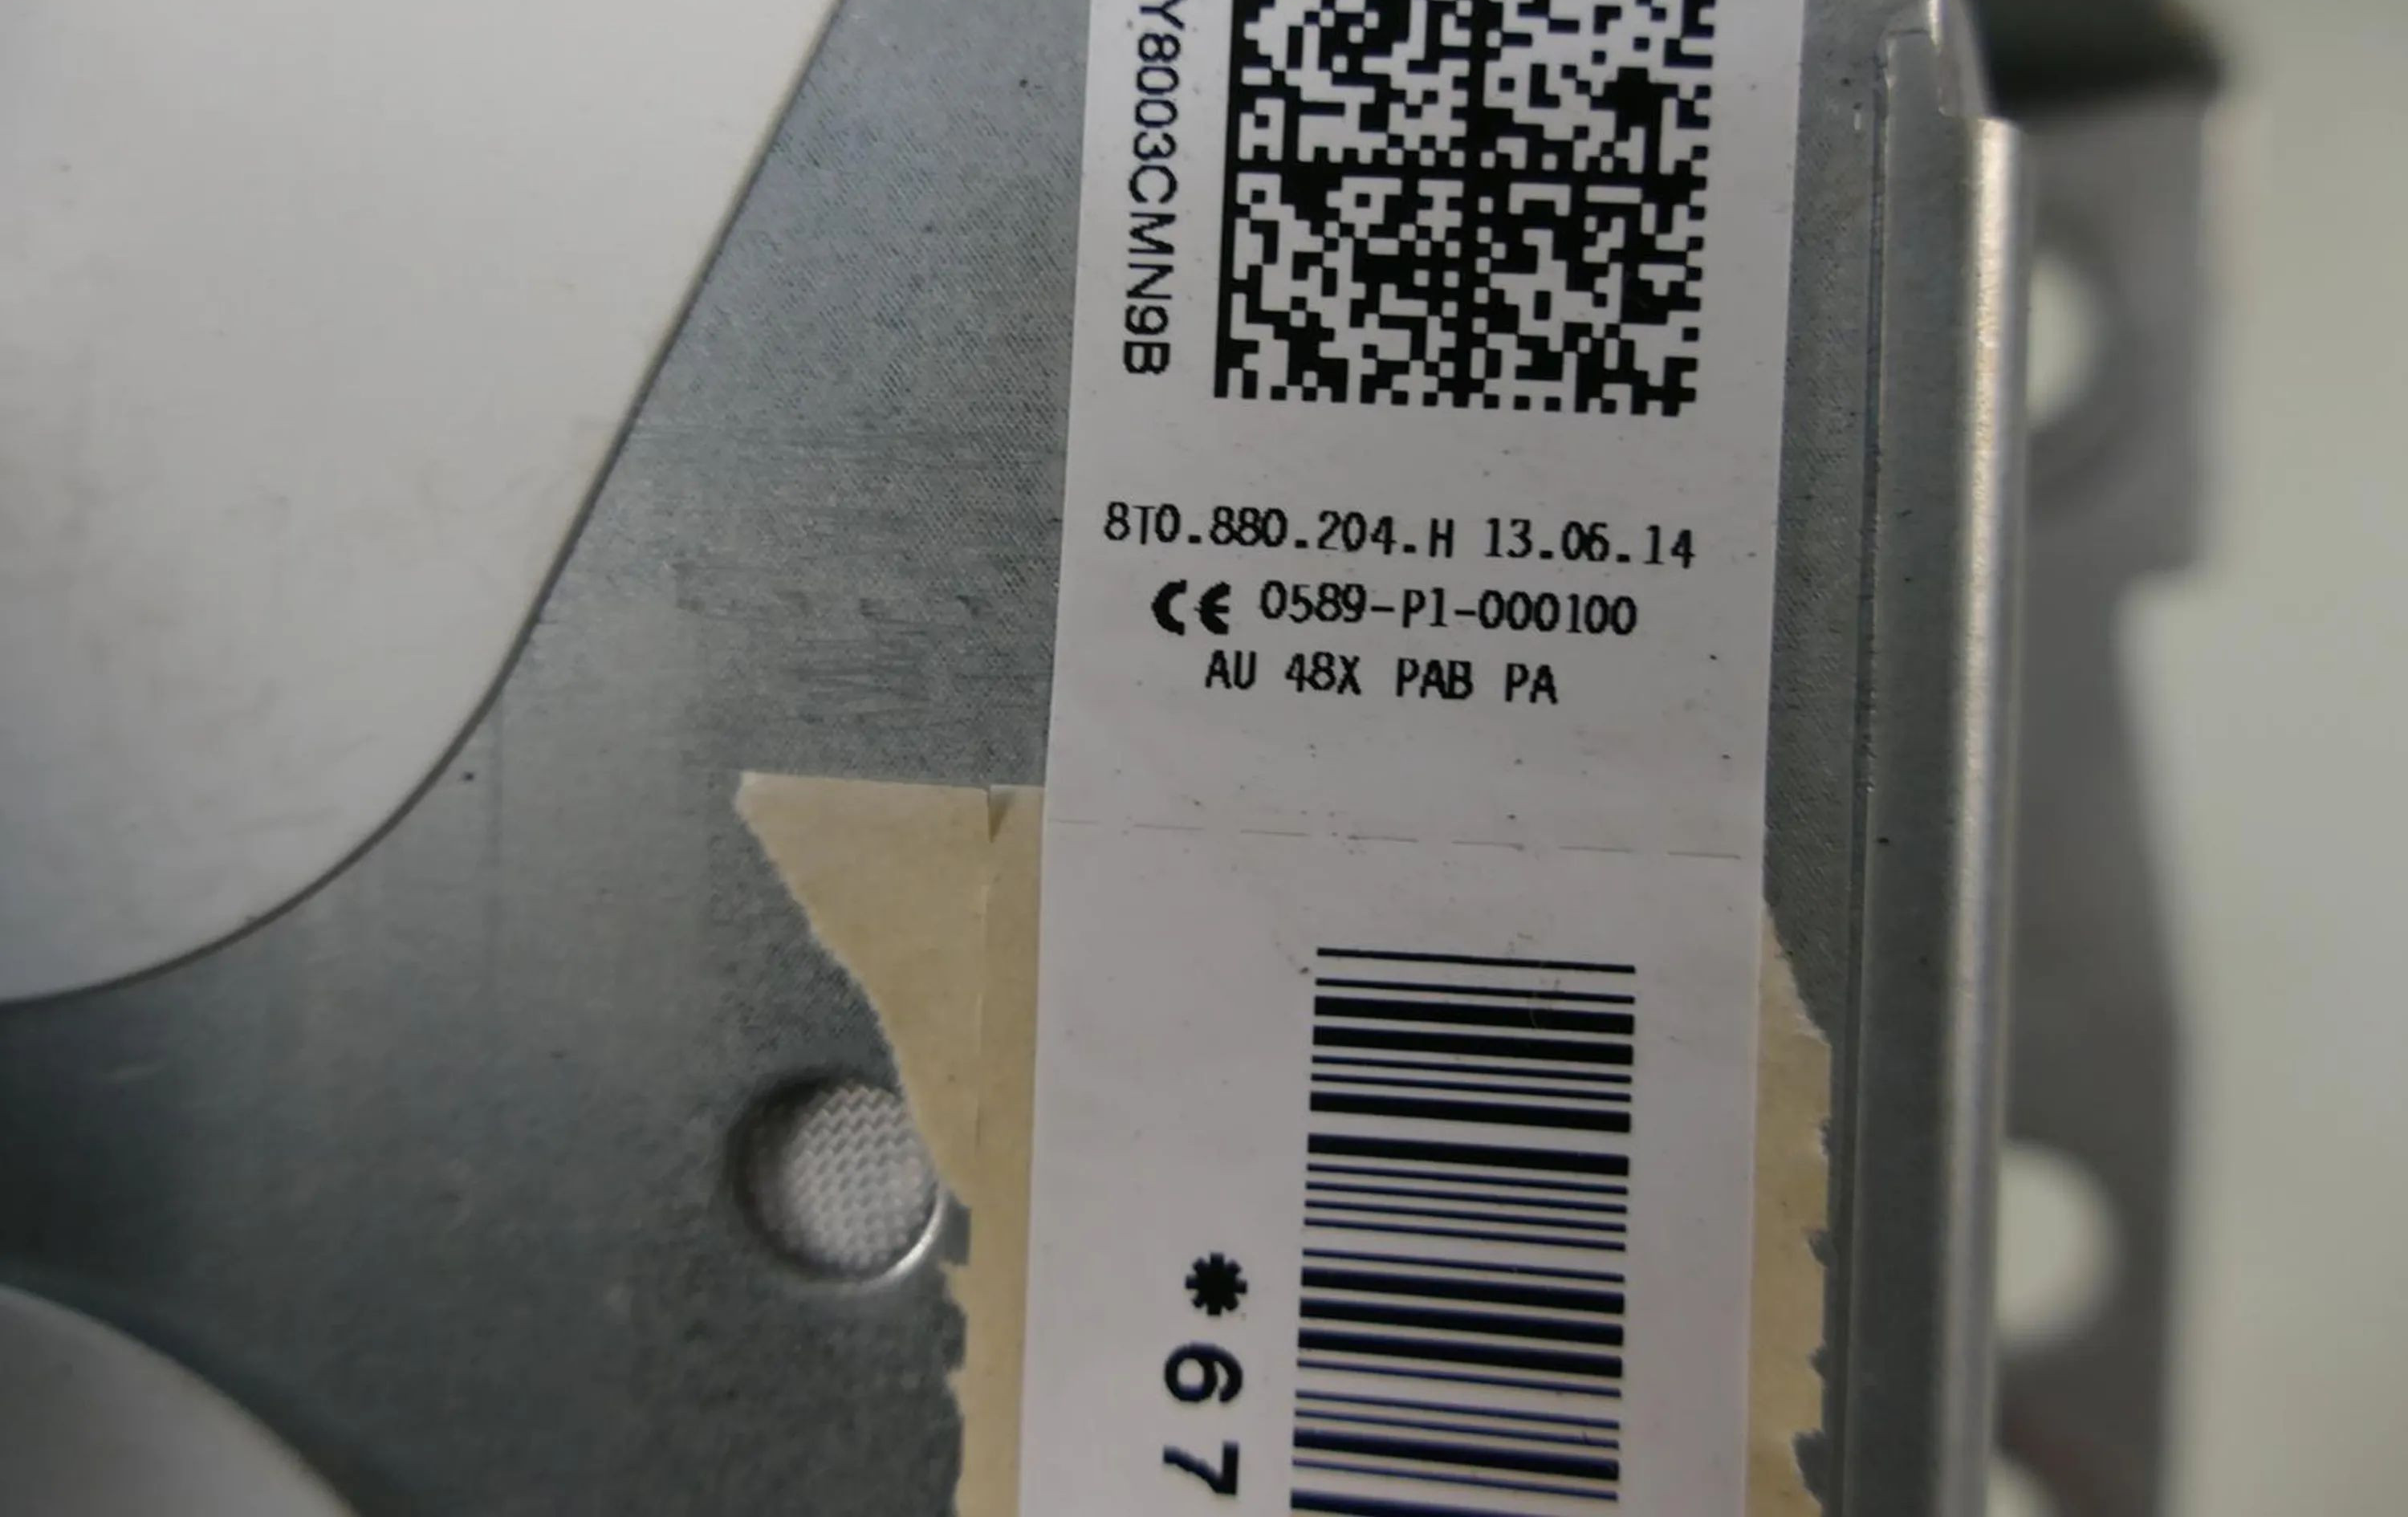 Y8003CMN9B
8T0.880.204.H 13.06.14
CE 0589-P1-000100
AU 48X PAB PA
*67